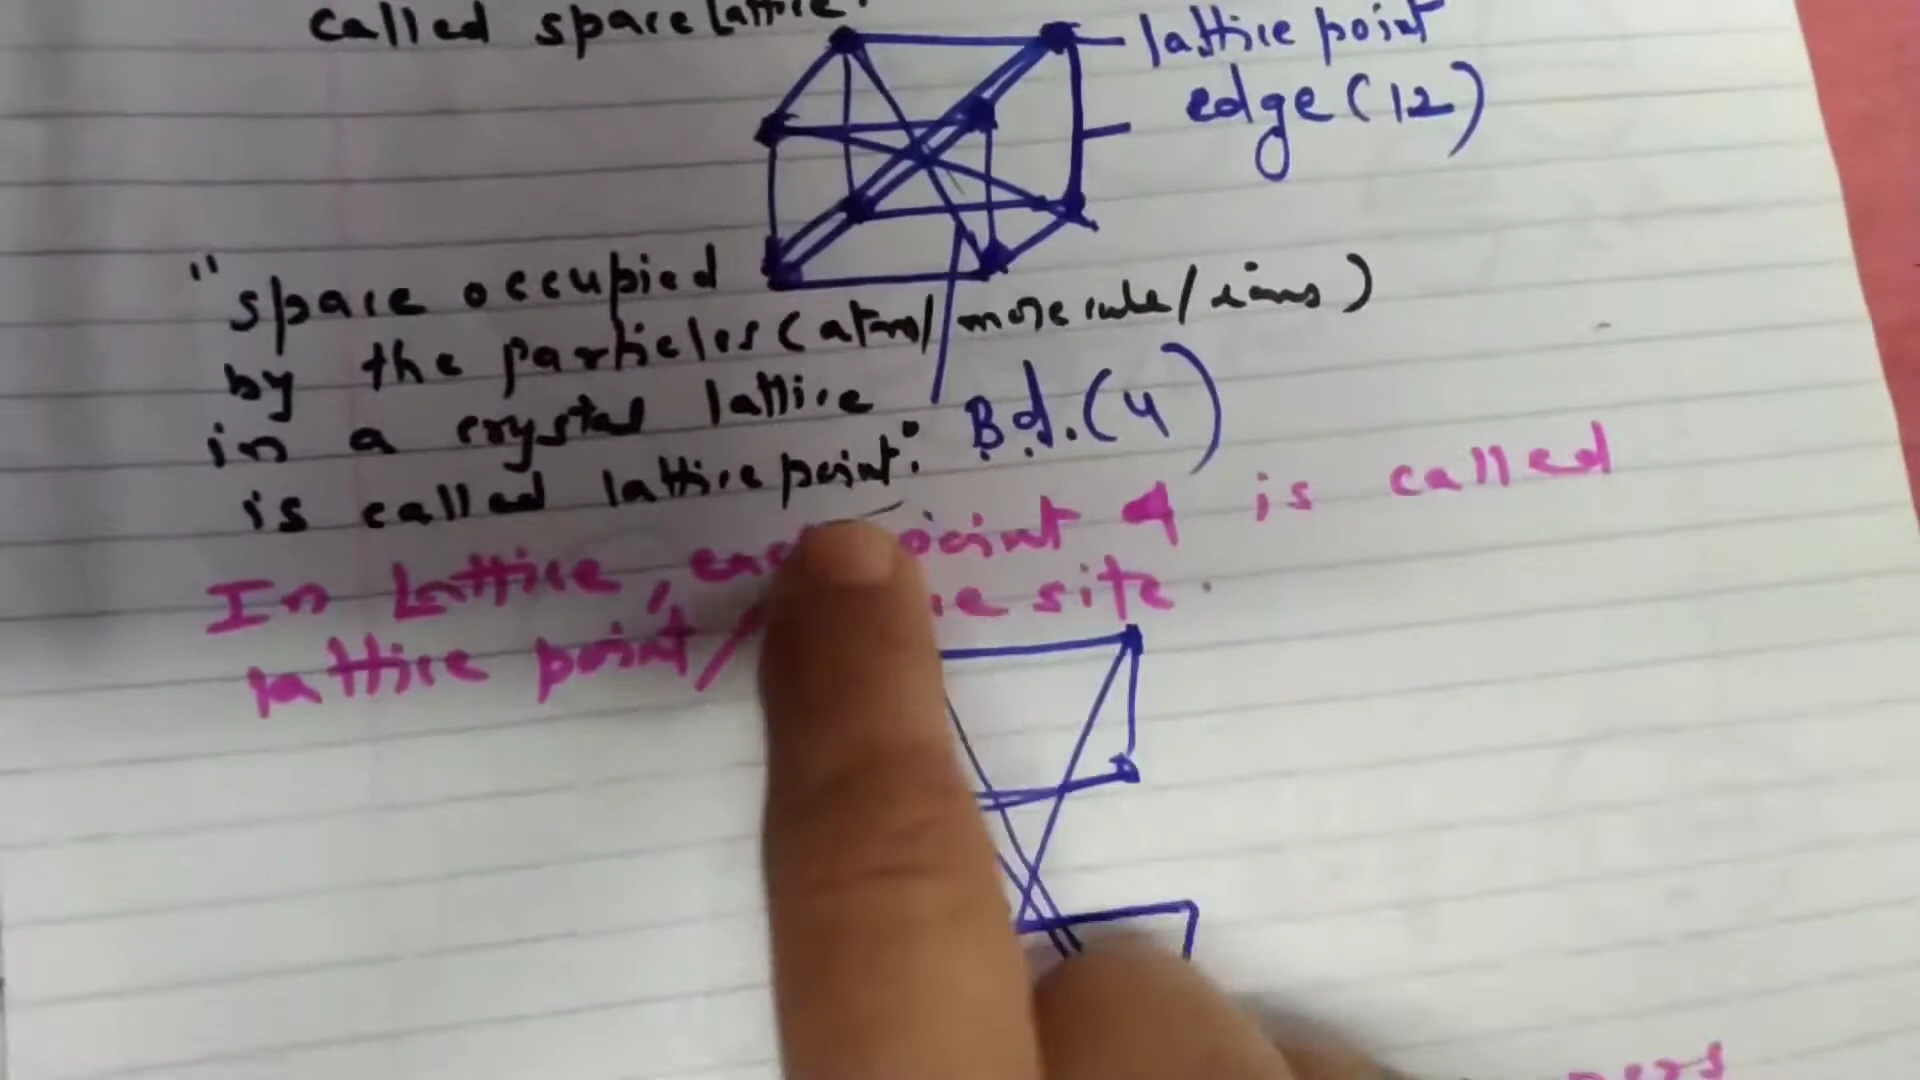 called space lattice.
lattice point
edge (12)
"space occupied
by the particles (atom/molecule/ions)
in a crystal lattice
is called lattice point."
B.d.(4)
In Lattice, point is called
lattice point/ site.